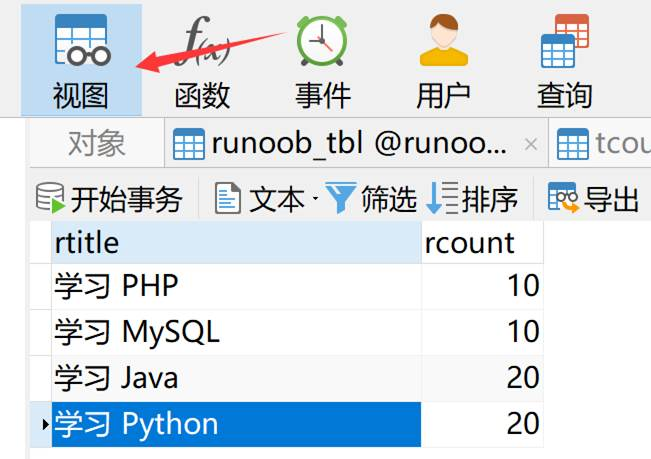 f(x)
视图 函数 事件 用户 查询
对象 runoob_tbl @runoo... × tcou
开始事务 文本 筛选 排序 导出
rtitle rcount
学习 PHP 10
学习 MySQL 10
学习 Java 20
学习 Python 20